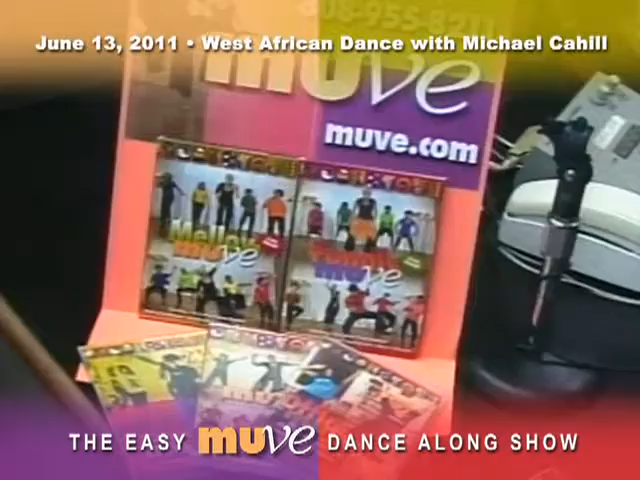 June 13, 2011 • West African Dance with Michael Cahill
muve
muve.com
Mellow
muve
muve
THE EASY muve DANCE ALONG SHOW